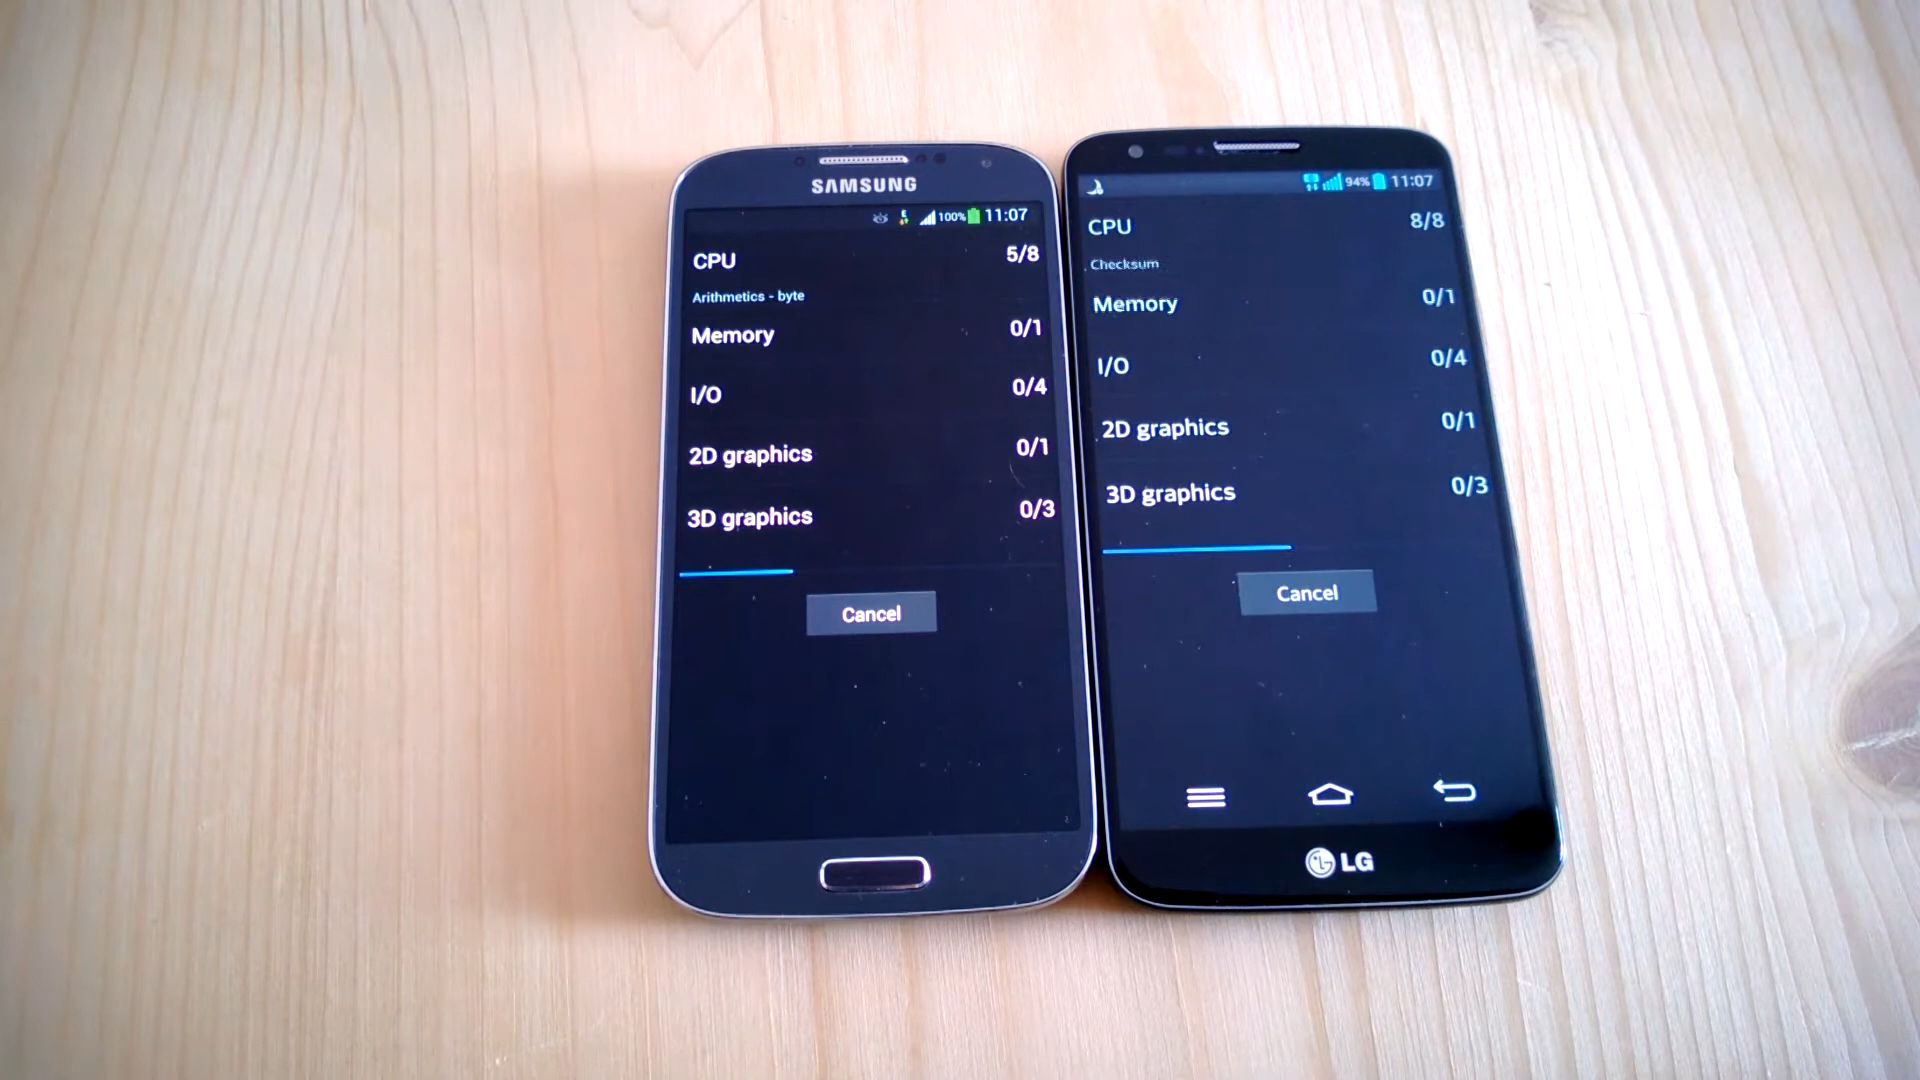 SAMSUNG
100% 11:07
CPU 5/8
Arithmetics - byte
Memory 0/1
I/O 0/4
2D graphics 0/1
3D graphics 0/3
Cancel
94% 11:07
CPU 8/8
Checksum
Memory 0/1
I/O 0/4
2D graphics 0/1
3D graphics 0/3
Cancel
LG